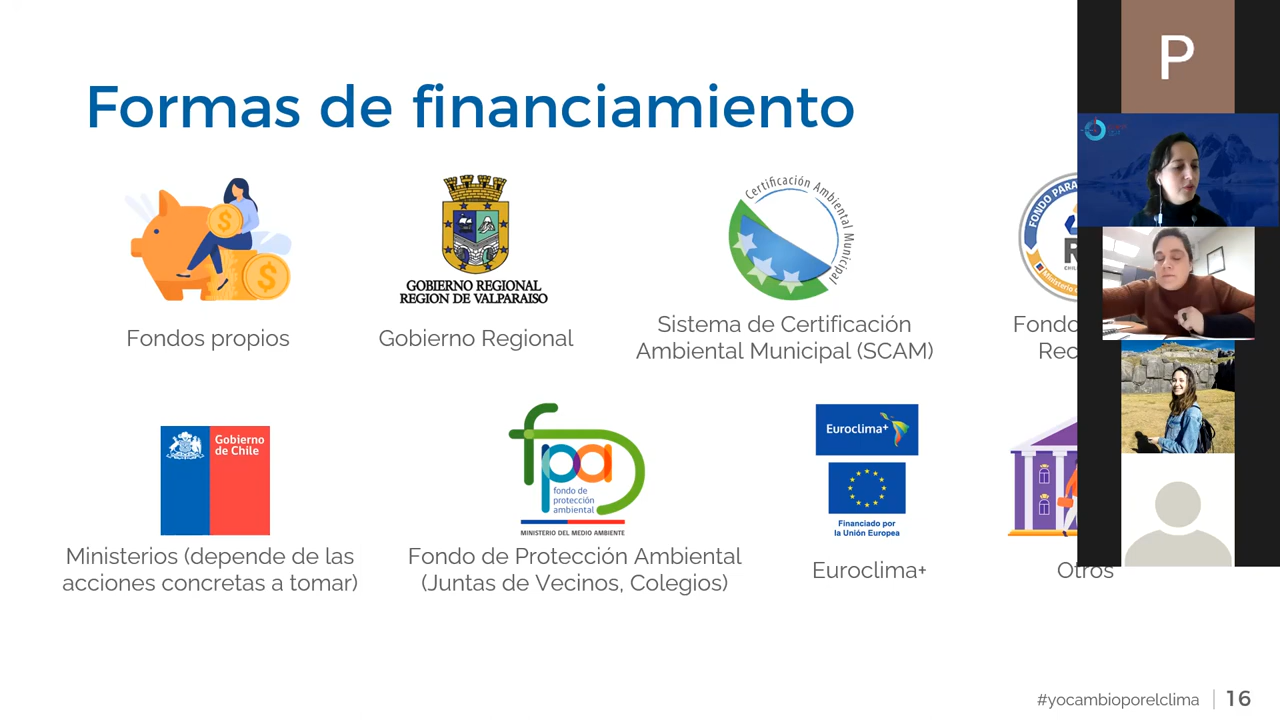 Formas de financiamiento
P
Fondos propios
GOBIERNO REGIONAL
REGION DE VALPARAISO
Gobierno Regional
Certificación Ambiental Municipal
Sistema de Certificación
Ambiental Municipal (SCAM)
FONDO PARA
R
Fondo
Rec
Gobierno
de Chile
Ministerios (depende de las
acciones concretas a tomar)
fpa
fondo de
protección
ambiental
MINISTERIO DEL MEDIO AMBIENTE
Fondo de Protección Ambiental
(Juntas de Vecinos, Colegios)
Euroclima+
Financiado por
la Unión Europea
Euroclima+
Otros
#yocambioporelclima
16